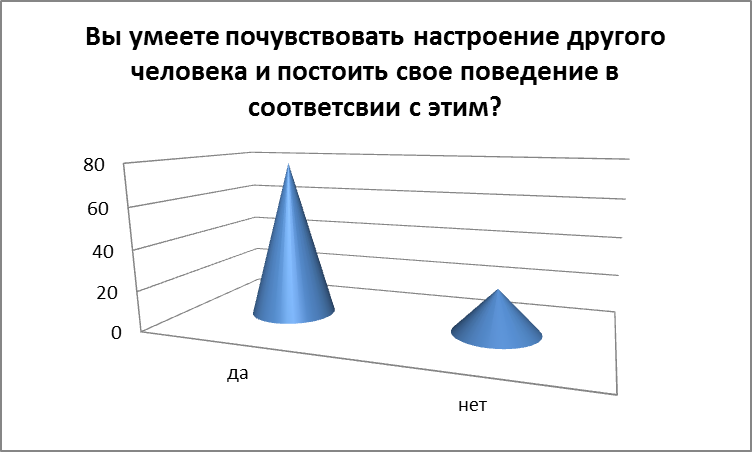 Вы умеете почувствовать настроение другого
человека и постоить свое поведение в
соответсвии с этим?
80
60
40
20
0
да
нет